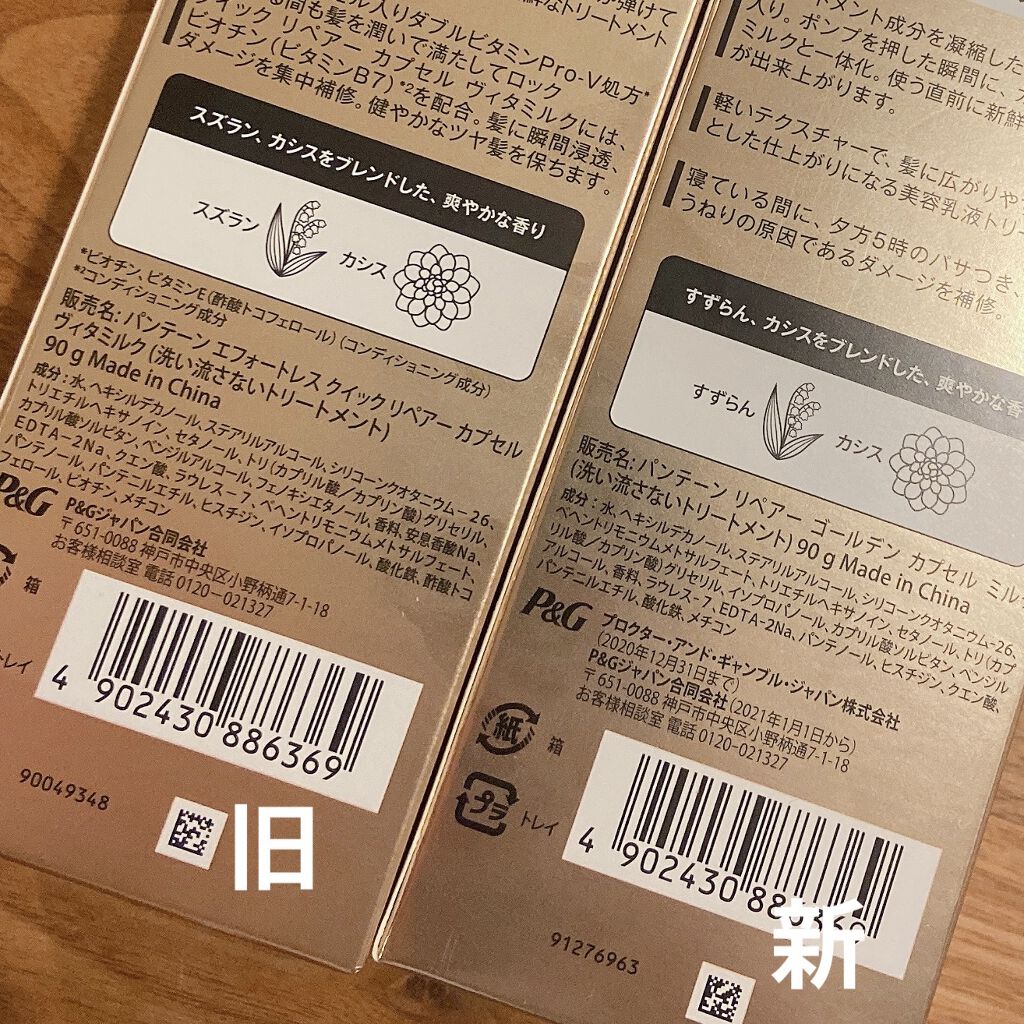 ル入りダブルビタミンPro-V処方*
る間も髪を潤いで満たしてロック
イック リペアー カプセル ヴィタミルクには、
ビオチン(ビタミンB7)*2を配合。髪に瞬間浸透、
ダメージを集中補修。健やかなツヤ髪を保ちます。
スズラン、カシスをブレンドした、爽やかな香り
スズラン
カシス
*ビオチン、ビタミンE(酢酸トコフェロール)(コンディショニング成分)
*2コンディショニング成分
販売名: パンテーン エフォートレス クイック リペアー カプセル
ヴィタミルク (洗い流さないトリートメント)
90 g Made in China
成分 : 水、ヘキシルデカノール、ステアリルアルコール、シリコーンクオタニウム-26、
トリエチルヘキサノイン、セタノール、トリ(カプリル酸/カプリン酸)グリセリル、
カプリル酸ソルビタン、ベンジルアルコール、フェノキシエタノール、香料、安息香酸Na、
EDTA-2Na、クエン酸、ラウレス-7、ベヘントリモニウムメトサルフェート、
パンテノール、パンテニルエチル、ヒスチジン、イソプロパノール、酸化鉄、酢酸トコ
フェロール、ビオチン、メチコン
P&G
P&Gジャパン合同会社
〒651-0088 神戸市中央区小野柄通7-1-18
お客様相談室 電話 0120-021327
箱
トレイ
4 902430 886369
90049348
旧
トメント成分を凝縮した
入り。ポンプを押した瞬間に、
ミルクと一体化。使う直前に新鮮
が出来上がります。
軽いテクスチャーで、髪に広がりや
とした仕上がりになる美容乳液トリー
寝ている間に、夕方5時のパサつき、
うねりの原因であるダメージを補修。
すずらん、カシスをブレンドした、爽やかな香
すずらん
カシス
販売名: パンテーン リペアー ゴールデン カプセル ミル
(洗い流さないトリートメント) 90 g Made in China
成分 : 水、ヘキシルデカノール、ステアリルアルコール、シリコーンクオタニウム-26、
ベヘントリモニウムメトサルフェート、トリエチルヘキサノイン、セタノール、トリ(カプ
リル酸/カプリン酸)グリセリル、イソプロパノール、カプリル酸ソルビタン、ベンジル
アルコール、香料、ラウレス-7、EDTA-2Na、パンテノール、ヒスチジン、クエン酸、
パンテニルエチル、酸化鉄、メチコン
P&G
プロクター・アンド・ギャンブル・ジャパン株式会社
(2020年12月31日まで)
P&Gジャパン合同会社 (2021年1月1日から)
〒651-0088 神戸市中央区小野柄通7-1-18
お客様相談室 電話 0120-021327
紙 箱
プラ トレイ
4 902430 886369
91276963
新